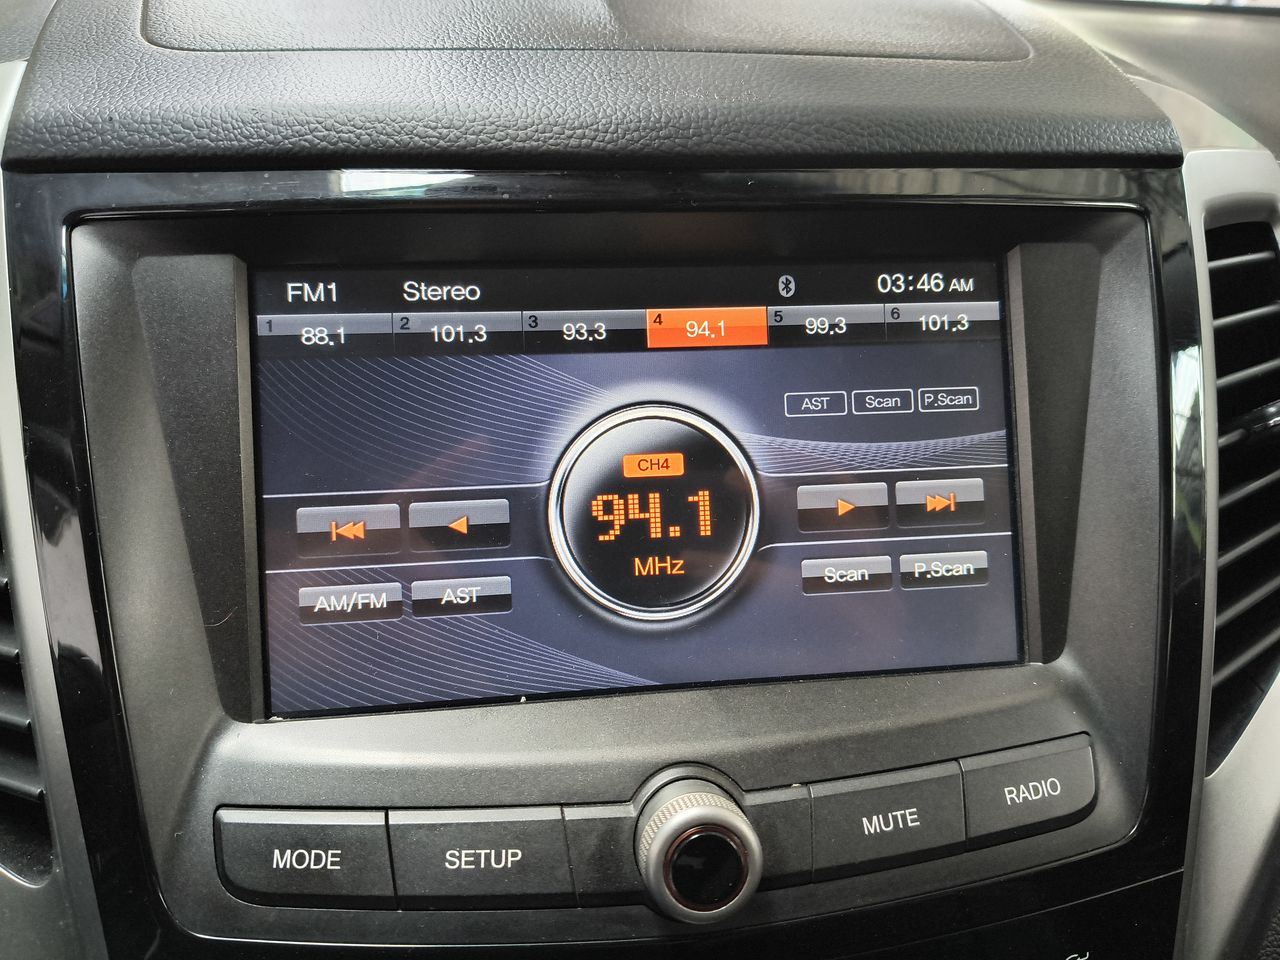 FM1 Stereo 03:46 AM
1 88.1 2 101.3 3 93.3 4 94.1 5 99.3 6 101.3
AST Scan P.Scan
CH4
94.1
MHz
AM/FM AST Scan P.Scan
MODE SETUP MUTE RADIO